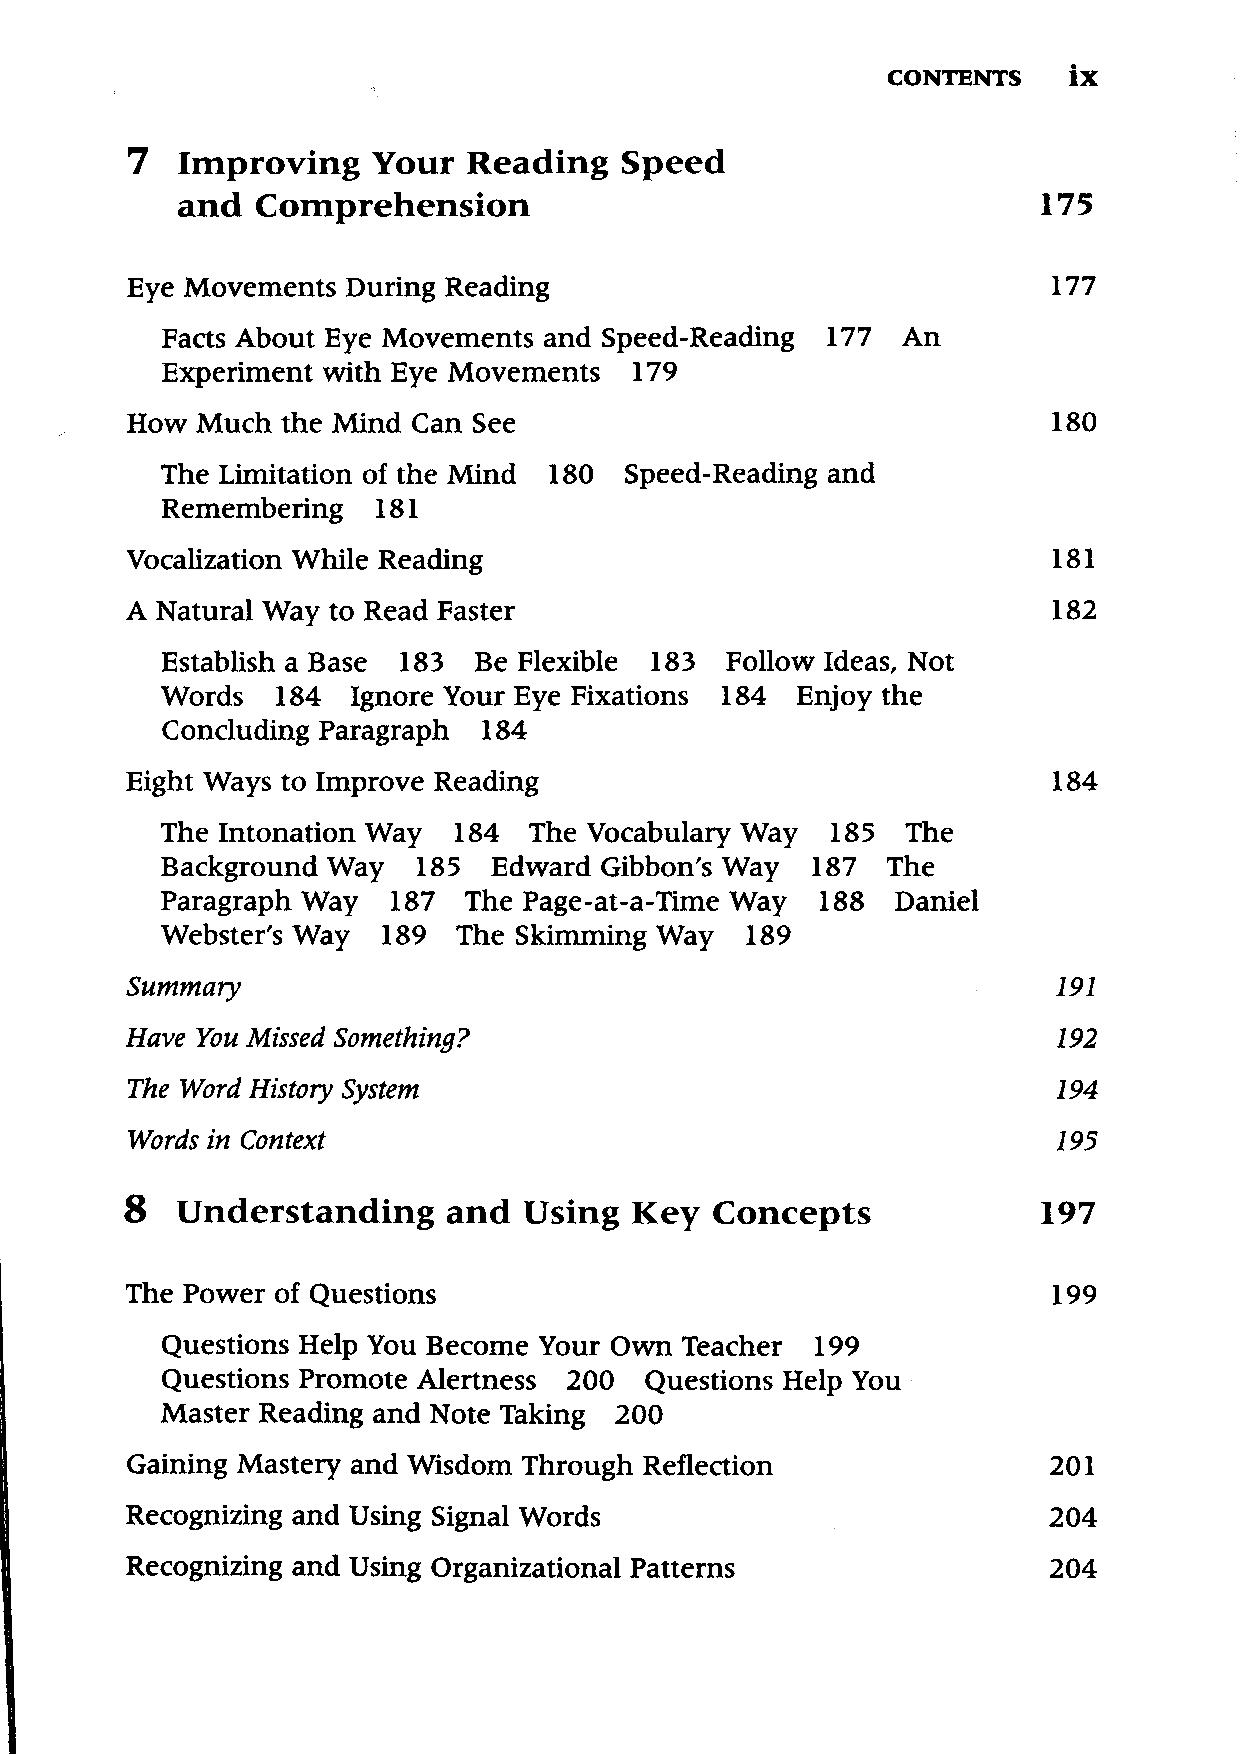 CONTENTS ix
7 Improving Your Reading Speed
and Comprehension 175
Eye Movements During Reading 177
Facts About Eye Movements and Speed-Reading 177 An
Experiment with Eye Movements 179
How Much the Mind Can See 180
The Limitation of the Mind 180 Speed-Reading and
Remembering 181
Vocalization While Reading 181
A Natural Way to Read Faster 182
Establish a Base 183 Be Flexible 183 Follow Ideas, Not
Words 184 Ignore Your Eye Fixations 184 Enjoy the
Concluding Paragraph 184
Eight Ways to Improve Reading 184
The Intonation Way 184 The Vocabulary Way 185 The
Background Way 185 Edward Gibbon's Way 187 The
Paragraph Way 187 The Page-at-a-Time Way 188 Daniel
Webster's Way 189 The Skimming Way 189
Summary 191
Have You Missed Something? 192
The Word History System 194
Words in Context 195
8 Understanding and Using Key Concepts 197
The Power of Questions 199
Questions Help You Become Your Own Teacher 199
Questions Promote Alertness 200 Questions Help You
Master Reading and Note Taking 200
Gaining Mastery and Wisdom Through Reflection 201
Recognizing and Using Signal Words 204
Recognizing and Using Organizational Patterns 204